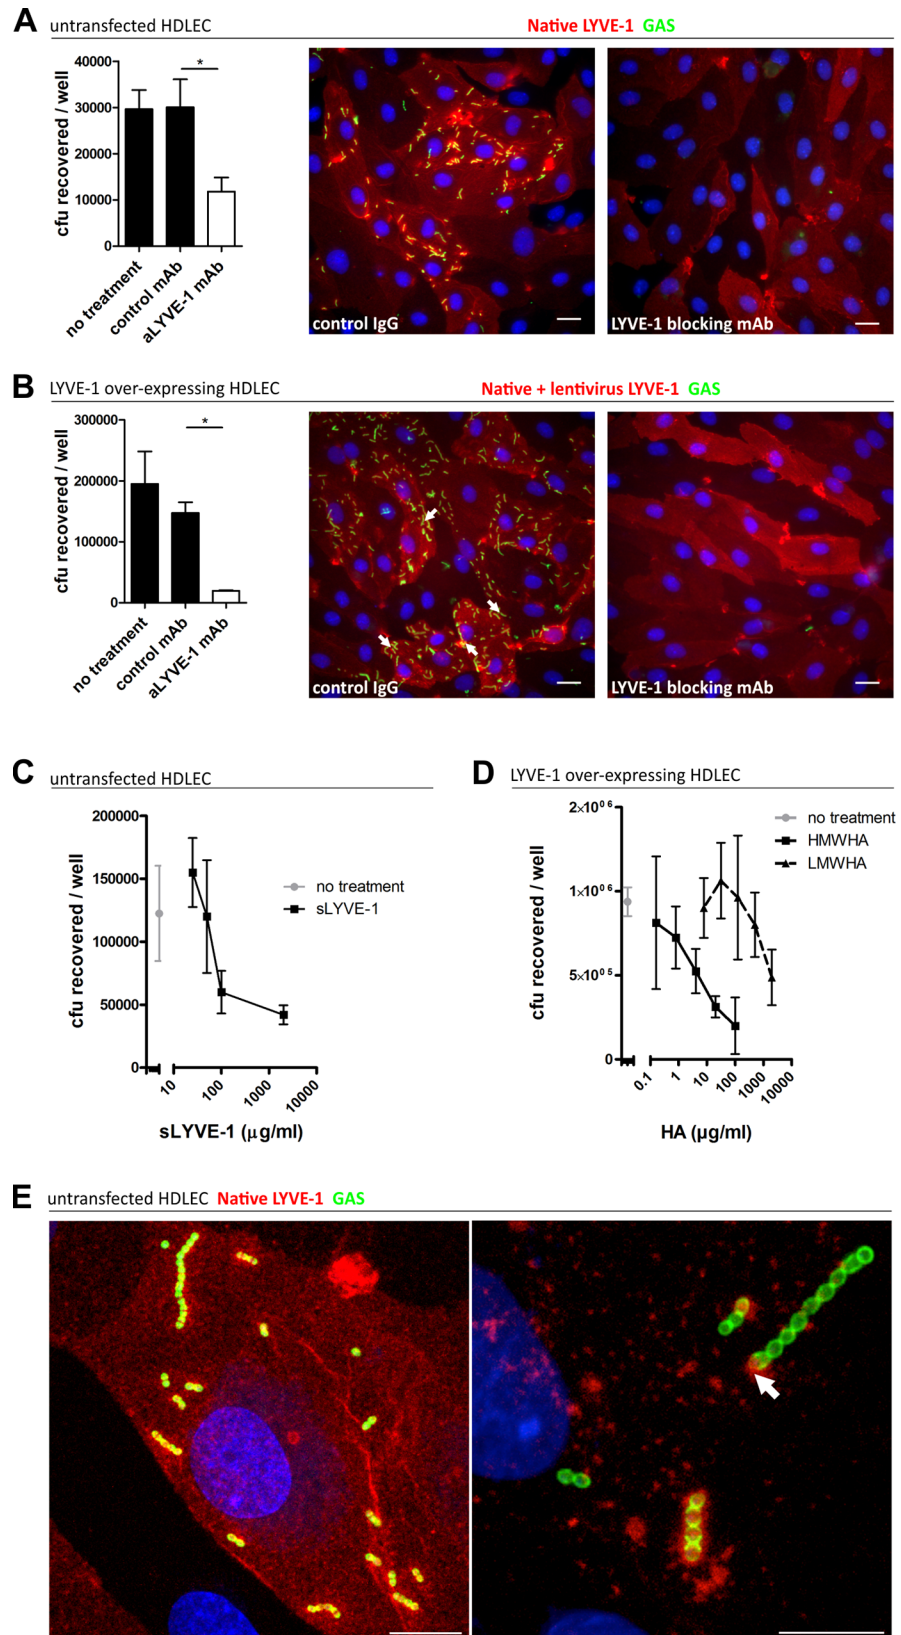 A untransfected HDLEC Native LYVE-1 GAS
cfu recovered / well
40000
30000
20000
10000
0
*
no treatment
control mAb
aLYVE-1 mAb
control IgG
LYVE-1 blocking mAb
B LYVE-1 over-expressing HDLEC Native + lentivirus LYVE-1 GAS
cfu recovered / well
300000
200000
100000
0
*
no treatment
control mAb
aLYVE-1 mAb
control IgG
LYVE-1 blocking mAb
C untransfected HDLEC
cfu recovered / well
200000
150000
100000
50000
0
10
100
1000
10000
sLYVE-1 (µg/ml)
no treatment
sLYVE-1
D LYVE-1 over-expressing HDLEC
cfu recovered / well
2×10⁰⁶
1×10⁰⁶
5×10⁰⁵
0
0.1
1
10
100
1000
10000
HA (µg/ml)
no treatment
HMWHA
LMWHA
E untransfected HDLEC Native LYVE-1 GAS